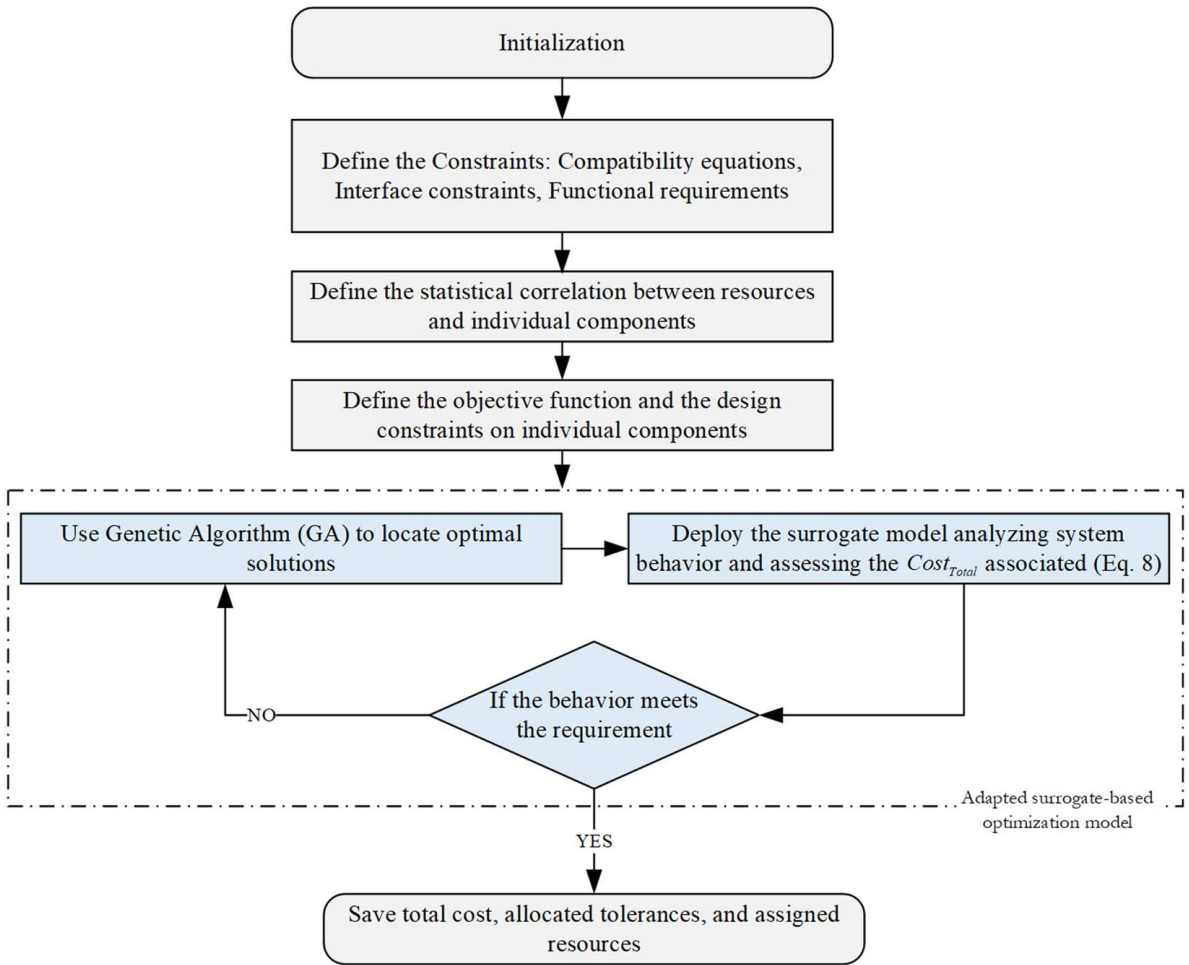 Initialization
Define the Constraints: Compatibility equations,
Interface constraints, Functional requirements
Define the statistical correlation between resources
and individual components
Define the objective function and the design
constraints on individual components
Use Genetic Algorithm (GA) to locate optimal
solutions
Deploy the surrogate model analyzing system
behavior and assessing the Cost_Total associated (Eq. 8)
If the behavior meets
the requirement
NO
Adapted surrogate-based
optimization model
YES
Save total cost, allocated tolerances, and assigned
resources